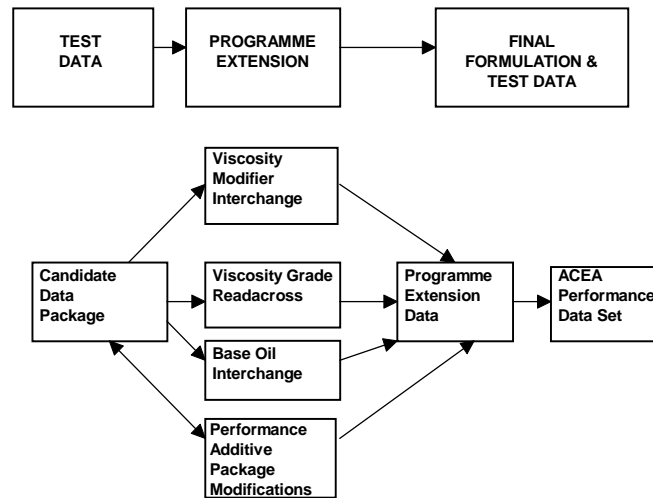 TEST
DATA
PROGRAMME
EXTENSION
FINAL
FORMULATION &
TEST DATA
Viscosity
Modifier
Interchange
Candidate
Data
Package
Viscosity Grade
Readacross
Programme
Extension
Data
ACEA
Performance
Data Set
Base Oil
Interchange
Performance
Additive
Package
Modifications